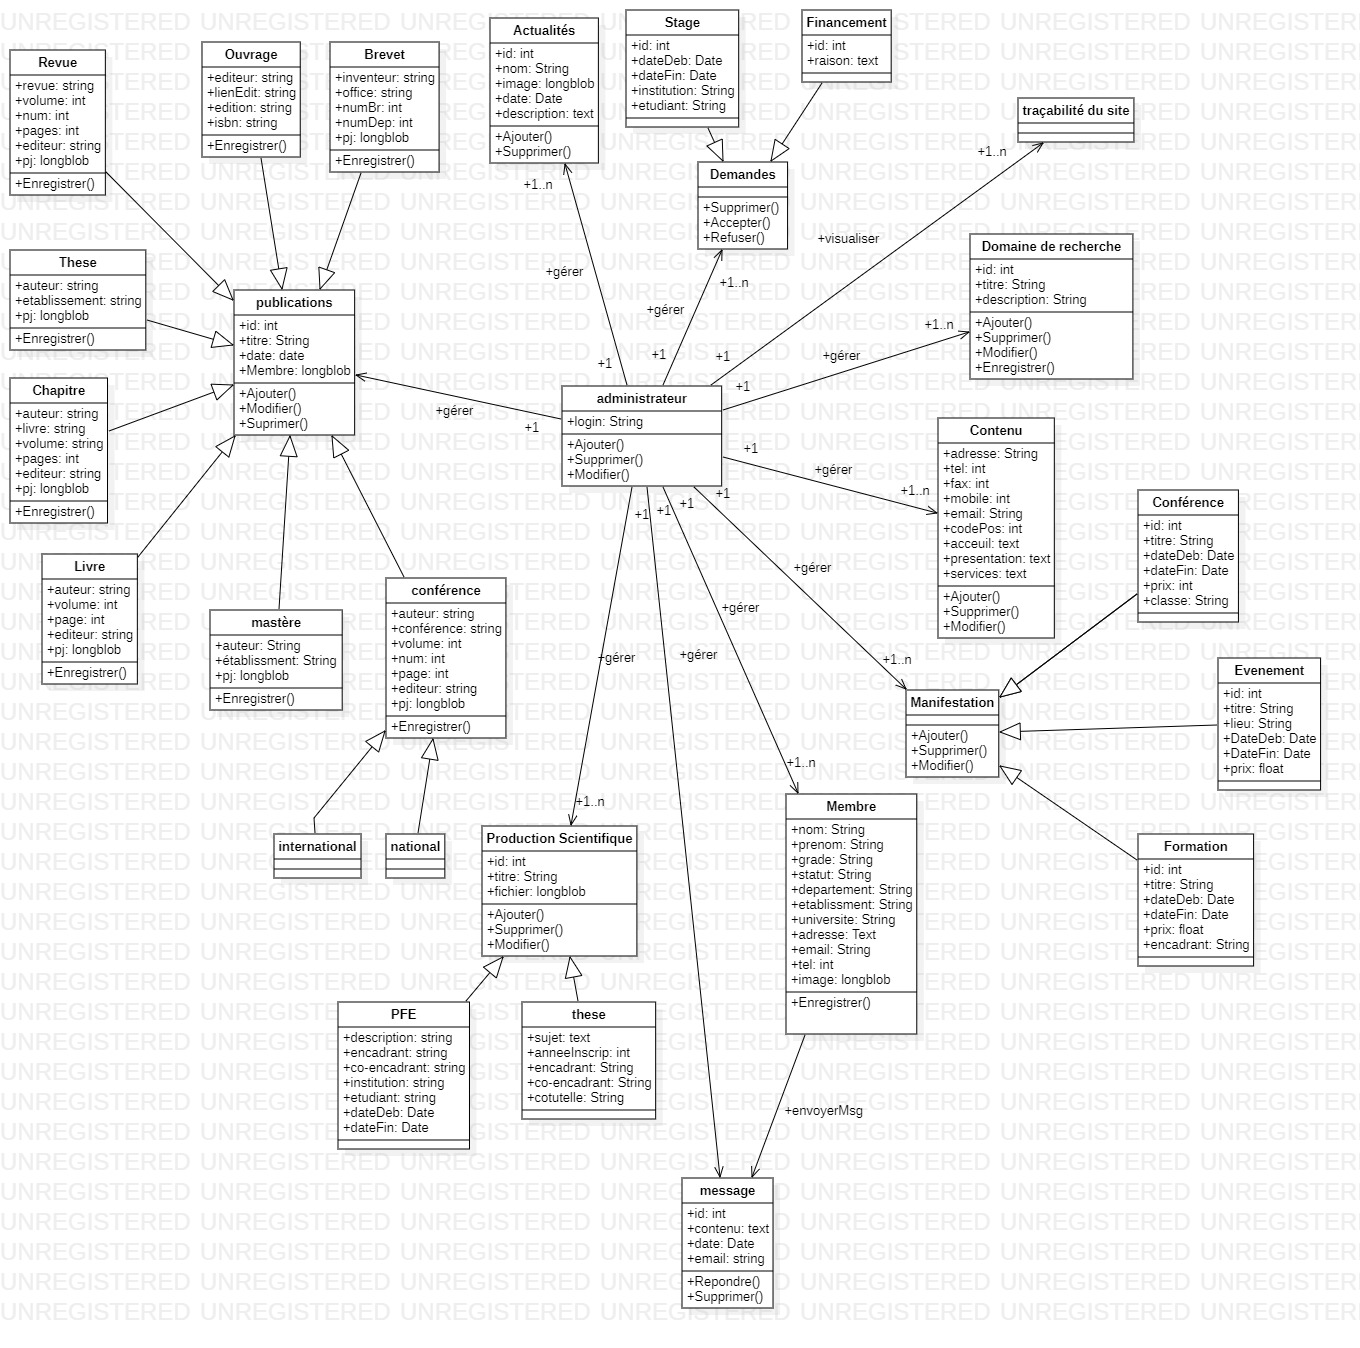 Revue
+revue: string
+volume: int
+num: int
+pages: int
+editeur: string
+pj: longblob
+Enregistrer()
Ouvrage
+editeur: string
+lienEdit: string
+edition: string
+isbn: string
+Enregistrer()
Brevet
+inventeur: string
+office: string
+numBr: int
+numDep: int
+pj: longblob
+Enregistrer()
Actualités
+id: int
+nom: String
+image: longblob
+date: Date
+description: text
+Ajouter()
+Supprimer()
Stage
+id: int
+dateDeb: Date
+dateFin: Date
+institution: String
+etudiant: String
Financement
+id: int
+raison: text
traçabilité du site
Demandes
+Supprimer()
+Accepter()
+Refuser()
Domaine de recherche
+id: int
+titre: String
+description: String
+Ajouter()
+Supprimer()
+Modifier()
+Enregistrer()
These
+auteur: string
+etablissement: string
+pj: longblob
+Enregistrer()
publications
+id: int
+titre: String
+date: date
+Membre: longblob
+Ajouter()
+Modifier()
+Suprimer()
Chapitre
+auteur: string
+livre: string
+volume: string
+pages: int
+editeur: string
+pj: longblob
+Enregistrer()
administrateur
+login: String
+Ajouter()
+Supprimer()
+Modifier()
+1..n
+gérer
+1
+1..n
+gérer
+1
+1..n
+visualiser
+1
+1..n
+gérer
+1
+gérer
+1
+1
+gérer
+1..n
+1
+gérer
+1..n
+1
+gérer
+1..n
+1
+gérer
+1
+gérer
+1..n
Contenu
+adresse: String
+tel: int
+fax: int
+mobile: int
+email: String
+codePos: int
+acceuil: text
+presentation: text
+services: text
+Ajouter()
+Supprimer()
+Modifier()
Conférence
+id: int
+titre: String
+dateDeb: Date
+dateFin: Date
+prix: int
+classe: String
Livre
+auteur: string
+volume: int
+page: int
+editeur: string
+pj: longblob
+Enregistrer()
mastère
+auteur: String
+établissment: String
+pj: longblob
+Enregistrer()
conférence
+auteur: string
+conférence: string
+volume: int
+num: int
+page: int
+editeur: string
+pj: longblob
+Enregistrer()
Manifestation
+Ajouter()
+Supprimer()
+Modifier()
Evenement
+id: int
+titre: String
+lieu: String
+DateDeb: Date
+DateFin: Date
+prix: float
international
national
Production Scientifique
+id: int
+titre: String
+fichier: longblob
+Ajouter()
+Supprimer()
+Modifier()
Membre
+nom: String
+prenom: String
+grade: String
+statut: String
+departement: String
+etablissment: String
+universite: String
+adresse: Text
+email: String
+tel: int
+image: longblob
+Enregistrer()
Formation
+id: int
+titre: String
+dateDeb: Date
+dateFin: Date
+prix: float
+encadrant: String
PFE
+description: string
+encadrant: string
+co-encadrant: string
+institution: string
+etudiant: string
+dateDeb: Date
+dateFin: Date
these
+sujet: text
+anneeInscrip: int
+encadrant: String
+co-encadrant: String
+cotutelle: String
+envoyerMsg
message
+id: int
+contenu: text
+date: Date
+email: string
+Repondre()
+Supprimer()
UNREGISTERED UNREGISTERED UNREGISTERED UNREGISTERED UNREGISTERED UNREGISTERED